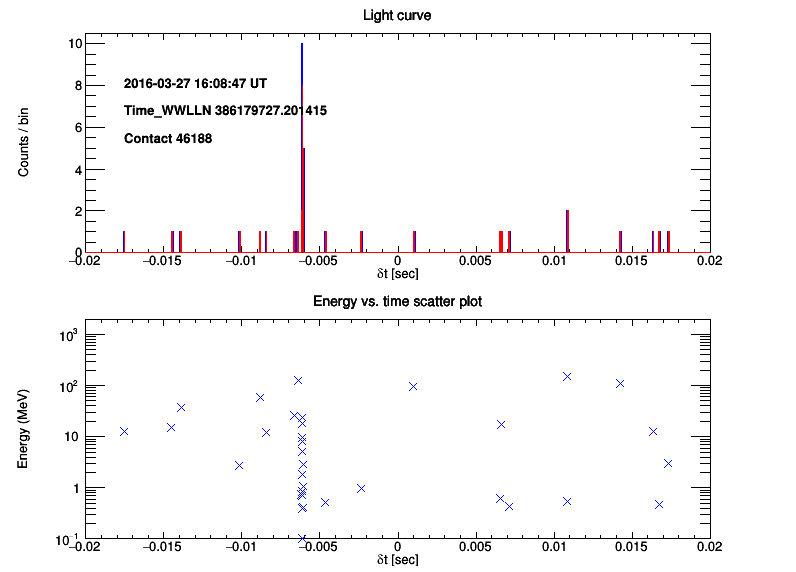 Light curve
Counts / bin
10
8
6
4
2
0
2016-03-27 16:08:47 UT
Time_WWLLN 386179727.201415
Contact 46188
−0.02 −0.015 −0.01 −0.005 0 0.005 0.01 0.015 0.02
δt [sec]
Energy vs. time scatter plot
Energy (MeV)
10³
10²
10
1
10⁻¹
−0.02 −0.015 −0.01 −0.005 0 0.005 0.01 0.015 0.02
δt [sec]